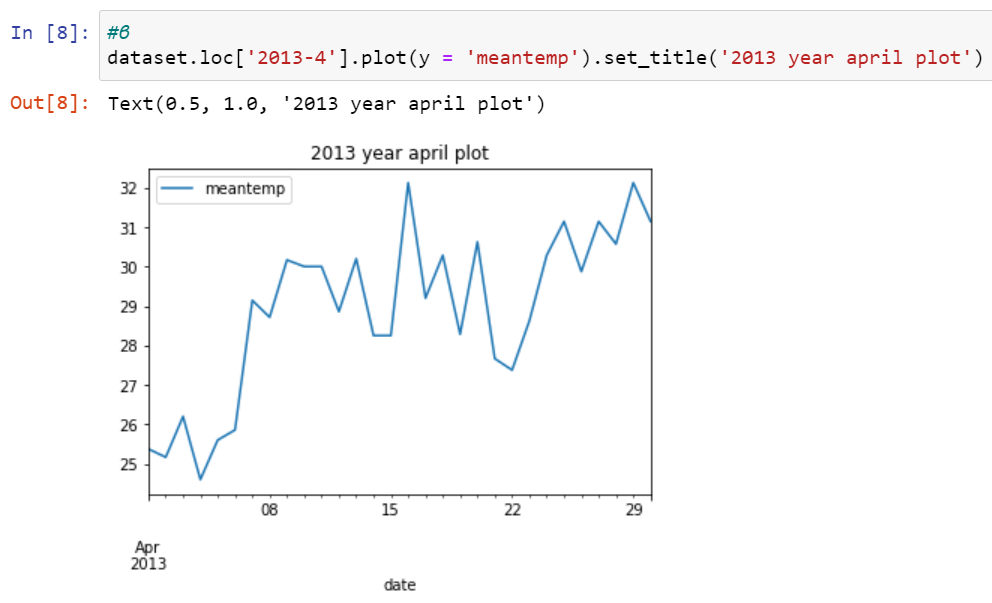 In [8]: #6
dataset.loc['2013-4'].plot(y = 'meantemp').set_title('2013 year april plot')
Out[8]: Text(0.5, 1.0, '2013 year april plot')
2013 year april plot
meantemp
32
31
30
29
28
27
26
25
08 15 22 29
Apr
2013
date